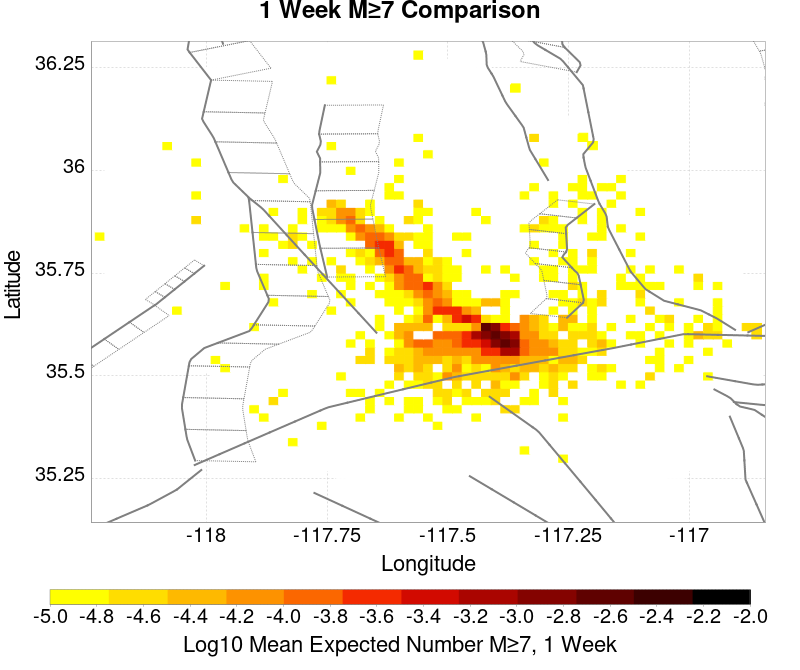 1 Week M≥7 Comparison
36.25
36
35.75
35.5
35.25
Latitude
-118 -117.75 -117.5 -117.25 -117
Longitude
-5.0 -4.8 -4.6 -4.4 -4.2 -4.0 -3.8 -3.6 -3.4 -3.2 -3.0 -2.8 -2.6 -2.4 -2.2 -2.0
Log10 Mean Expected Number M≥7, 1 Week